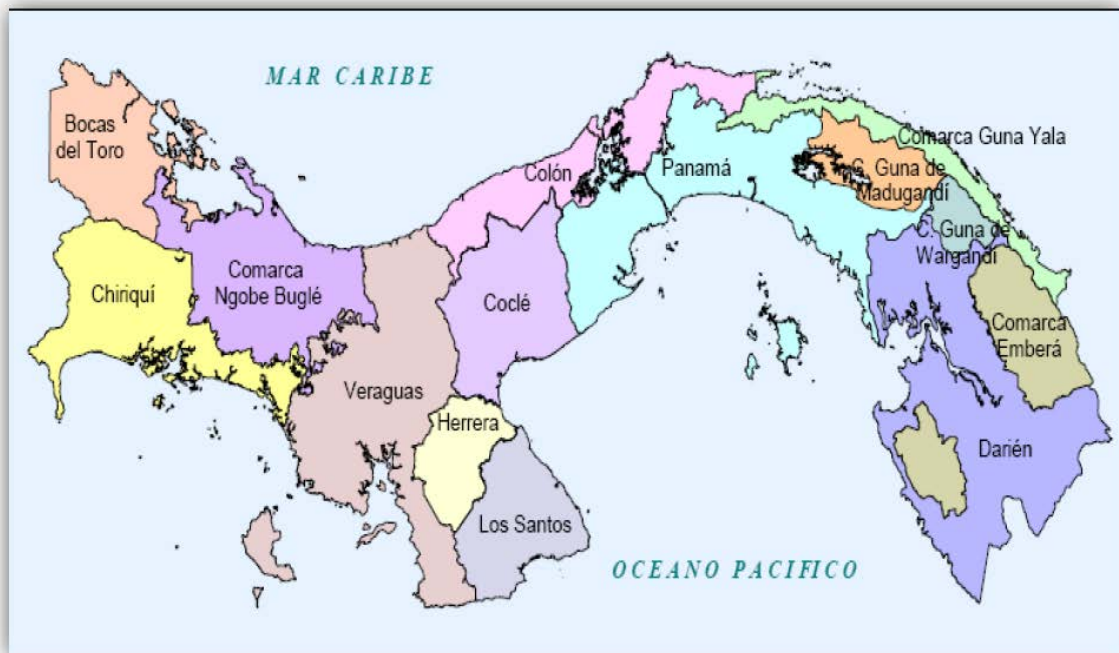 MAR CARIBE
Bocas
del Toro
Comarca Guna Yala
Colón
Panamá
C. Guna de
Madugandí
C. Guna de
Wargandí
Comarca
Ngobe Buglé
Chiriquí
Coclé
Comarca
Emberá
Veraguas
Herrera
Darién
Los Santos
OCEANO PACIFICO